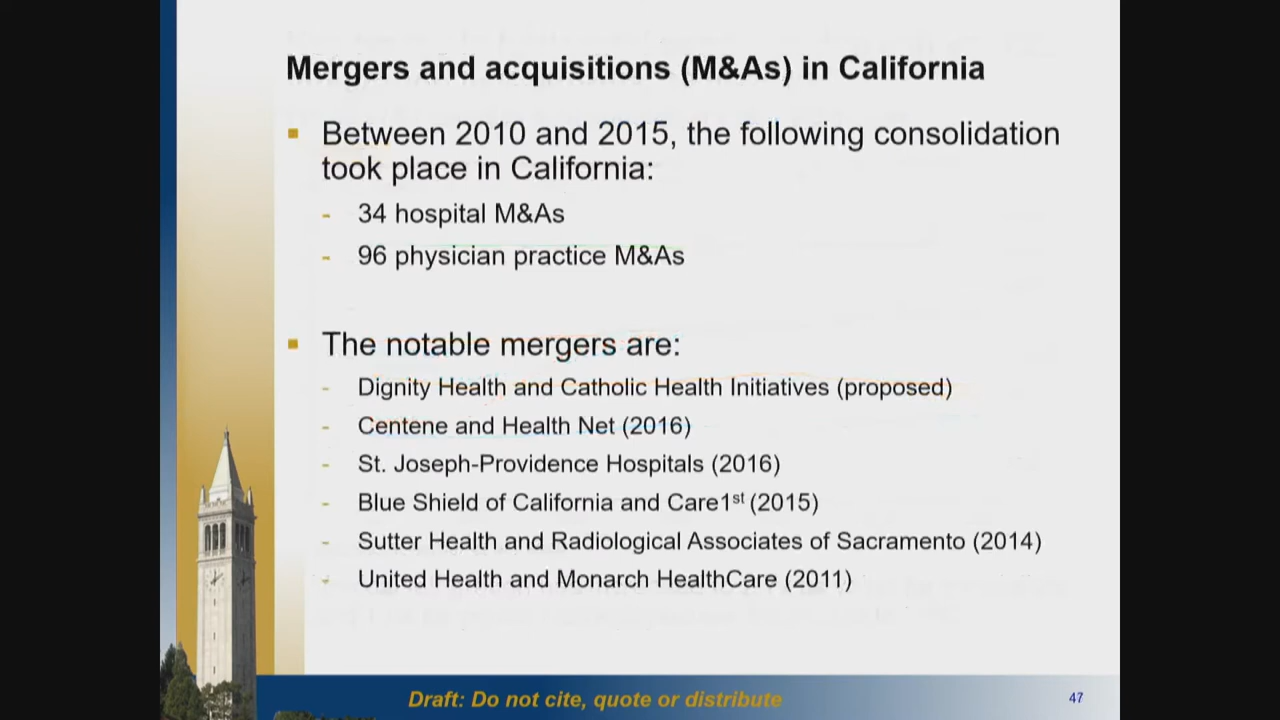 Mergers and acquisitions (M&As) in California
Between 2010 and 2015, the following consolidation
took place in California:
- 34 hospital M&As
- 96 physician practice M&As
The notable mergers are:
- Dignity Health and Catholic Health Initiatives (proposed)
- Centene and Health Net (2016)
- St. Joseph-Providence Hospitals (2016)
- Blue Shield of California and Care1st (2015)
- Sutter Health and Radiological Associates of Sacramento (2014)
- United Health and Monarch HealthCare (2011)
Draft: Do not cite, quote or distribute
47